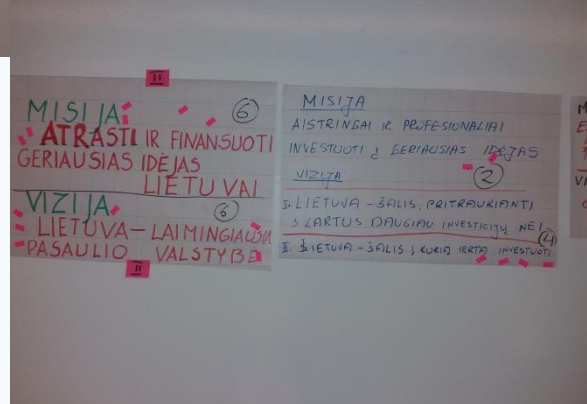 II
MISIJA:
6
ATRASTI IR FINANSUOTI
GERIAUSIAS IDĖJAS
LIETUVAI
VIZIJA
6
LIETUVA – LAIMINGIAUSIA
PASAULIO VALSTYBĖ
II
MISIJA
AISTRINGAI IR PROFESIONALIAI
INVESTUOTI Į GERIAUSIAS IDĖJAS
VIZIJA
2
I. LIETUVA – ŠALIS, PRITRAUKIANTI
5 KARTUS DAUGIAU INVESTICIJŲ NEI..
4
II. LIETUVA – ŠALIS, Į KURIĄ VERTA INVESTUOTI